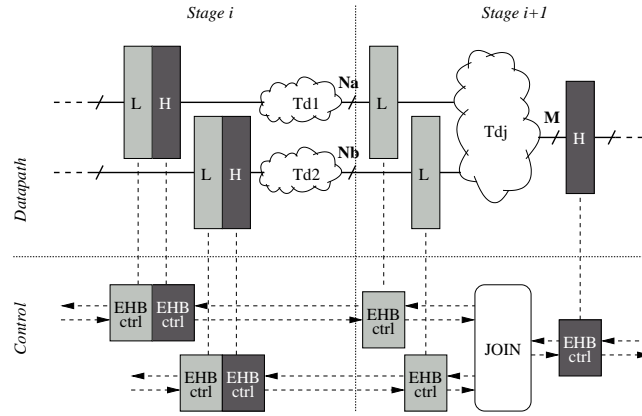 Stage i
Stage i+1
Datapath
L
H
Td1
Na
L
Tdj
M
H
L
H
Td2
Nb
L
Control
EHB
ctrl
EHB
ctrl
EHB
ctrl
JOIN
EHB
ctrl
EHB
ctrl
EHB
ctrl
EHB
ctrl